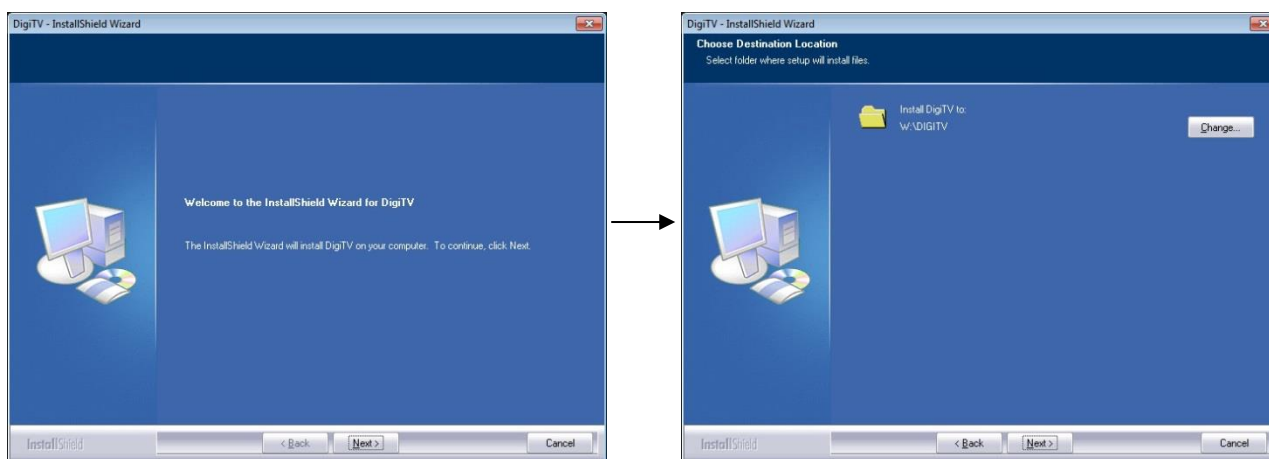 DigiTV - InstallShield Wizard
Welcome to the InstallShield Wizard for DigiTV
The InstallShield Wizard will install DigiTV on your computer. To continue, click Next.
InstallShield
< Back
Next >
Cancel
DigiTV - InstallShield Wizard
Choose Destination Location
Select folder where setup will install files.
Install DigiTV to:
W:\DIGITV
Change...
InstallShield
< Back
Next >
Cancel